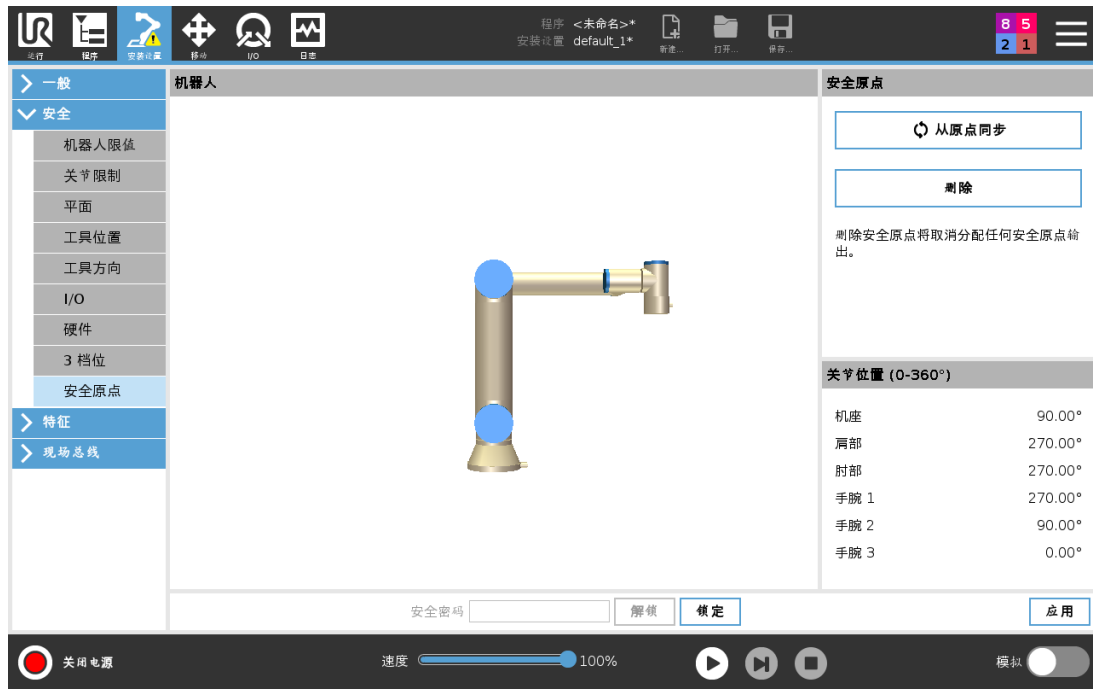 程序 <未命名>*
安装设置 default_1*
8 5
2 1
运行 程序 安装设置 移动 I/O 日志 新建... 打开... 保存...
一般
安全
机器人限值
关节限制
平面
工具位置
工具方向
I/O
硬件
3 档位
安全原点
特征
现场总线
机器人
安全原点
从原点同步
删除
删除安全原点将取消分配任何安全原点输
出。
关节位置 (0-360°)
机座 90.00°
肩部 270.00°
肘部 270.00°
手腕 1 270.00°
手腕 2 90.00°
手腕 3 0.00°
安全密码 解锁 锁定 应用
关闭电源 速度 100% 模拟